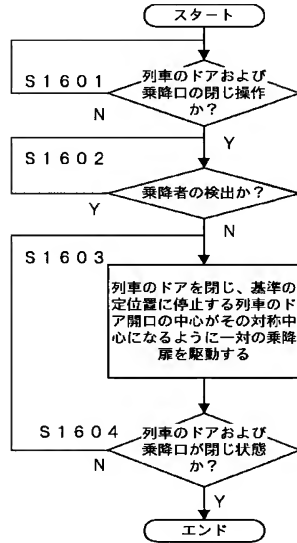 スタート
S1601
列車のドアおよび
乗降口の閉じ操作
か?
N
Y
S1602
乗降者の検出か?
Y
N
S1603
列車のドアを閉じ、基準の
定位置に停止する列車のド
ア開口の中心がその対称中
心になるように一対の乗降
扉を駆動する
S1604
列車のドアおよび
乗降口が閉じ状態
か?
N
Y
エンド